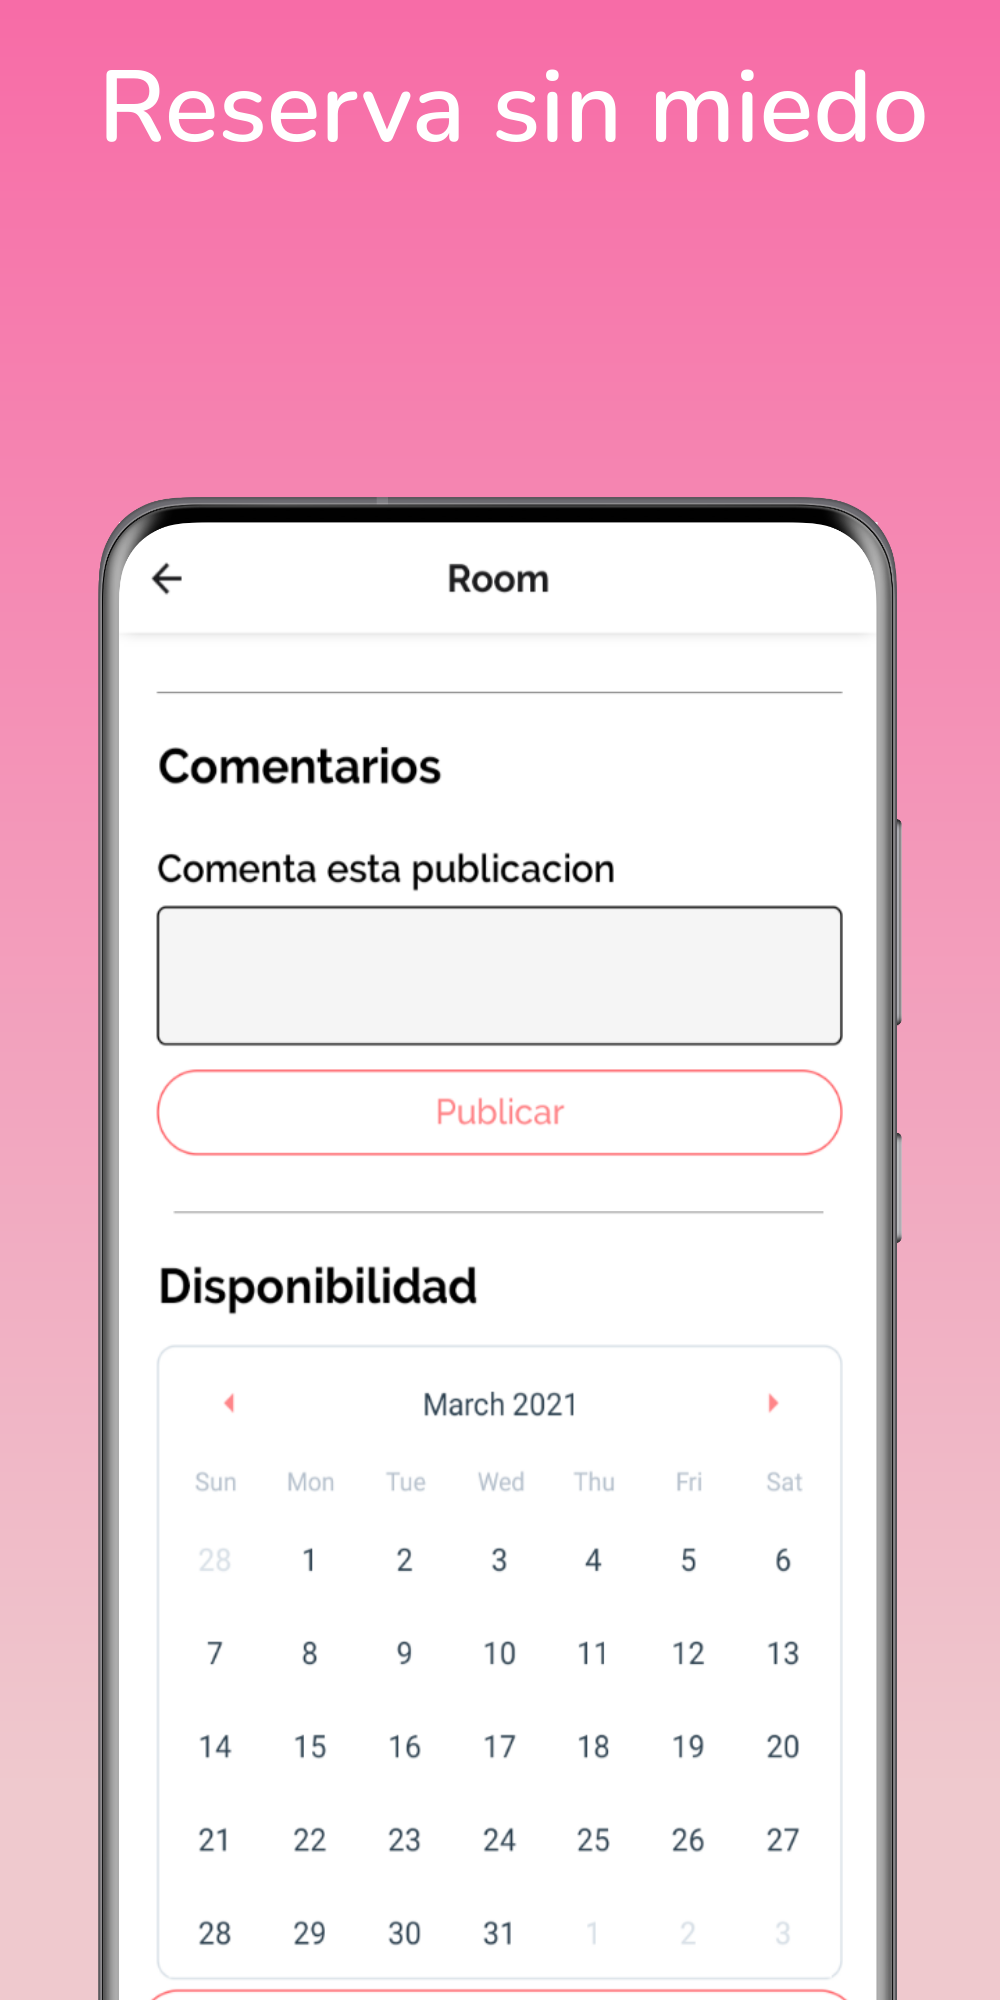 Reserva sin miedo
Room
Comentarios
Comenta esta publicacion
Publicar
Disponibilidad
March 2021
Sun Mon Tue Wed Thu Fri Sat
28 1 2 3 4 5 6
7 8 9 10 11 12 13
14 15 16 17 18 19 20
21 22 23 24 25 26 27
28 29 30 31 1 2 3